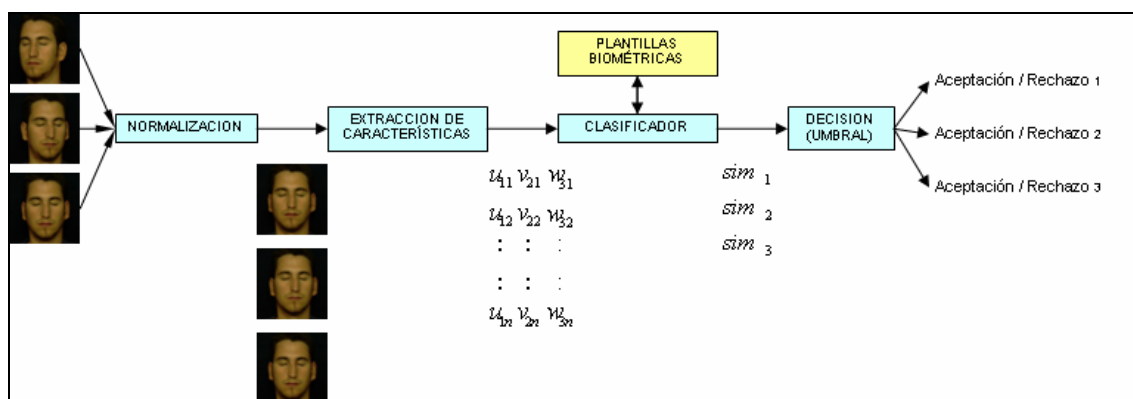 PLANTILLAS
BIOMÉTRICAS
NORMALIZACION
EXTRACCION DE
CARACTERÍSTICAS
CLASIFICADOR
DECISION
(UMBRAL)
Aceptación / Rechazo 1
Aceptación / Rechazo 2
Aceptación / Rechazo 3
u11 v21 w31
u12 v22 w32
: : :
: : :
u1n v2n w3n
sim 1
sim 2
sim 3